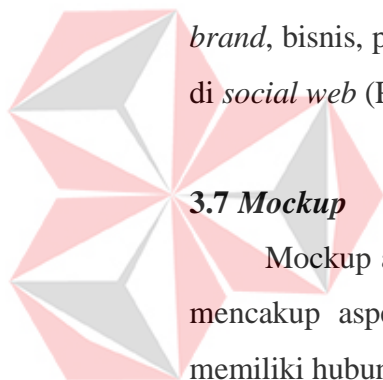 brand, bisnis, p
di social web (
3.7 Mockup
Mockup a
mencakup aspe
memiliki hubun